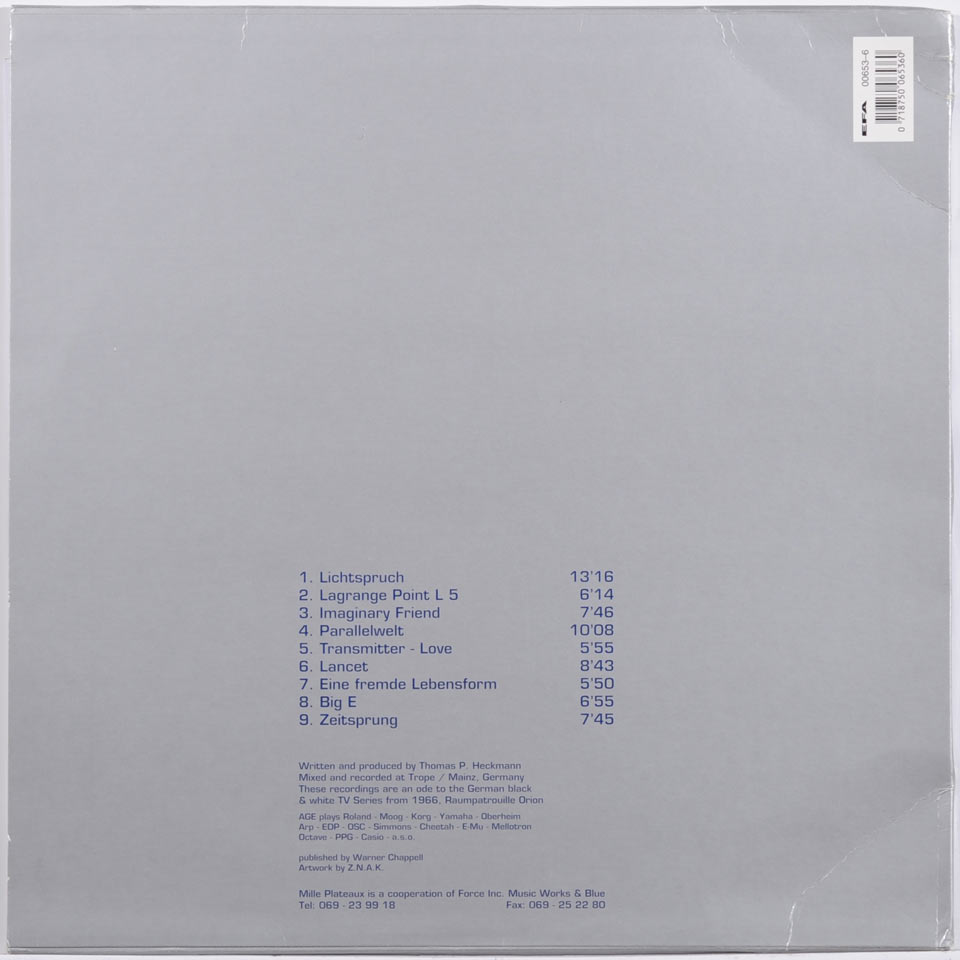 EFA 00653-6
0 718750 065360
1. Lichtspruch 13'16
2. Lagrange Point L 5 6'14
3. Imaginary Friend 7'46
4. Parallelwelt 10'08
5. Transmitter - Love 5'55
6. Lancet 8'43
7. Eine fremde Lebensform 5'50
8. Big E 6'55
9. Zeitsprung 7'45
Written and produced by Thomas P. Heckmann
Mixed and recorded at Trope / Mainz, Germany
These recordings are an ode to the German black
& white TV Series from 1966, Raumpatrouille Orion
AGE plays Roland - Moog - Korg - Yamaha - Oberheim
Arp - EDP - OSC - Simmons - Cheetah - E-Mu - Mellotron
Octave - PPG - Casio - a.s.o.
published by Warner Chappell
Artwork by Z.N.A.K.
Mille Plateaux is a cooperation of Force Inc. Music Works & Blue
Tel: 069 - 23 99 18 Fax: 069 - 25 22 80